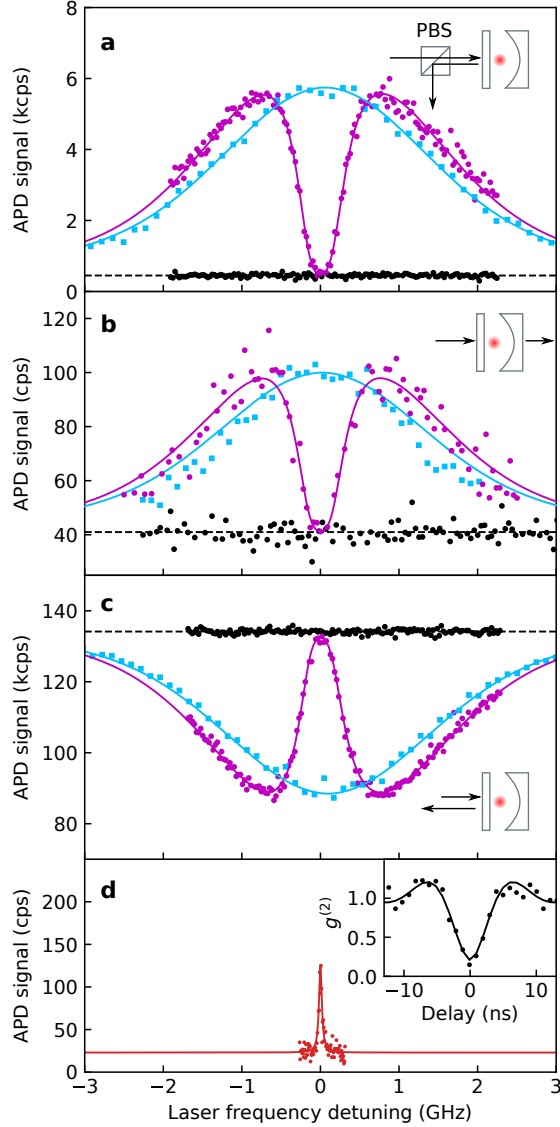 a
PBS
APD signal (kcps)
8
6
4
2
0
b
APD signal (cps)
120
100
80
60
40
c
APD signal (kcps)
140
120
100
80
d
APD signal (cps)
200
150
100
50
0
g(2)
1.0
0.5
0.0
−10 0 10
Delay (ns)
−3 −2 −1 0 1 2 3
Laser frequency detuning (GHz)